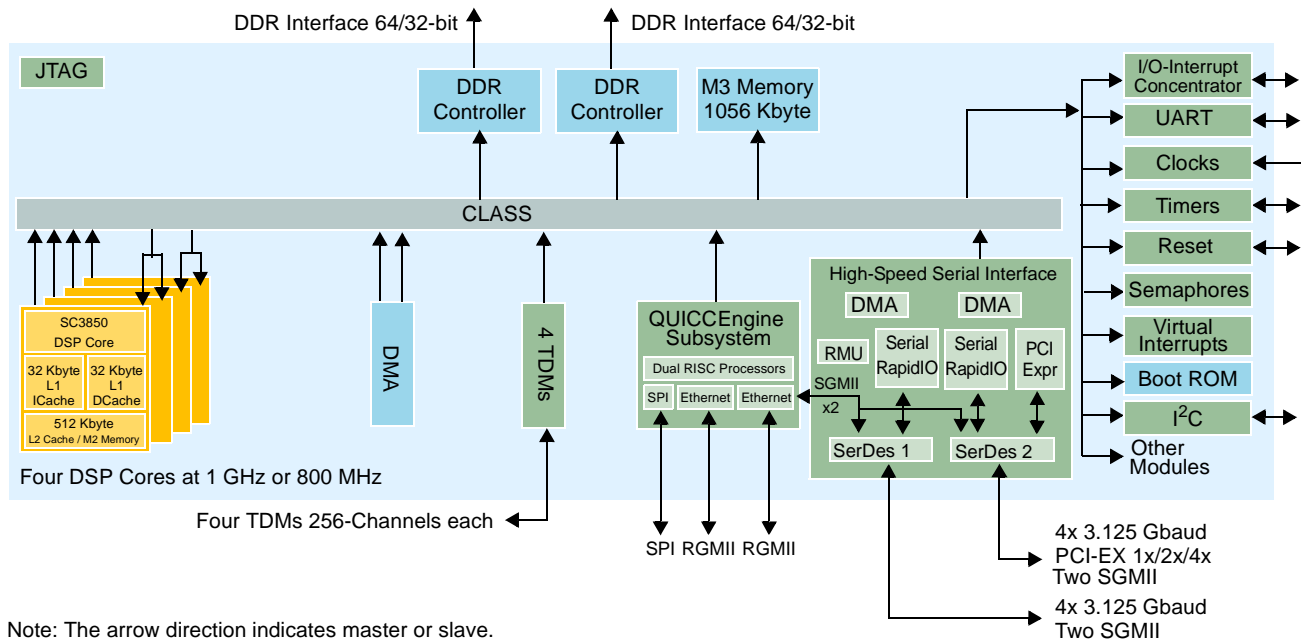 DDR Interface 64/32-bit
DDR Interface 64/32-bit
JTAG
DDR
Controller
DDR
Controller
M3 Memory
1056 Kbyte
I/O-Interrupt
Concentrator
UART
Clocks
Timers
Reset
Semaphores
Virtual
Interrupts
Boot ROM
I²C
Other
Modules
CLASS
SC3850
DSP Core
32 Kbyte
L1
ICache
32 Kbyte
L1
DCache
512 Kbyte
L2 Cache / M2 Memory
Four DSP Cores at 1 GHz or 800 MHz
DMA
4 TDMs
Four TDMs 256-Channels each
QUICCEngine
Subsystem
Dual RISC Processors
SPI
Ethernet
Ethernet
SPI
RGMII
RGMII
High-Speed Serial Interface
DMA
DMA
RMU
Serial
RapidIO
Serial
RapidIO
PCI
Expr
SGMII
x2
SerDes 1
SerDes 2
4x 3.125 Gbaud
PCI-EX 1x/2x/4x
Two SGMII
4x 3.125 Gbaud
Two SGMII
Note: The arrow direction indicates master or slave.